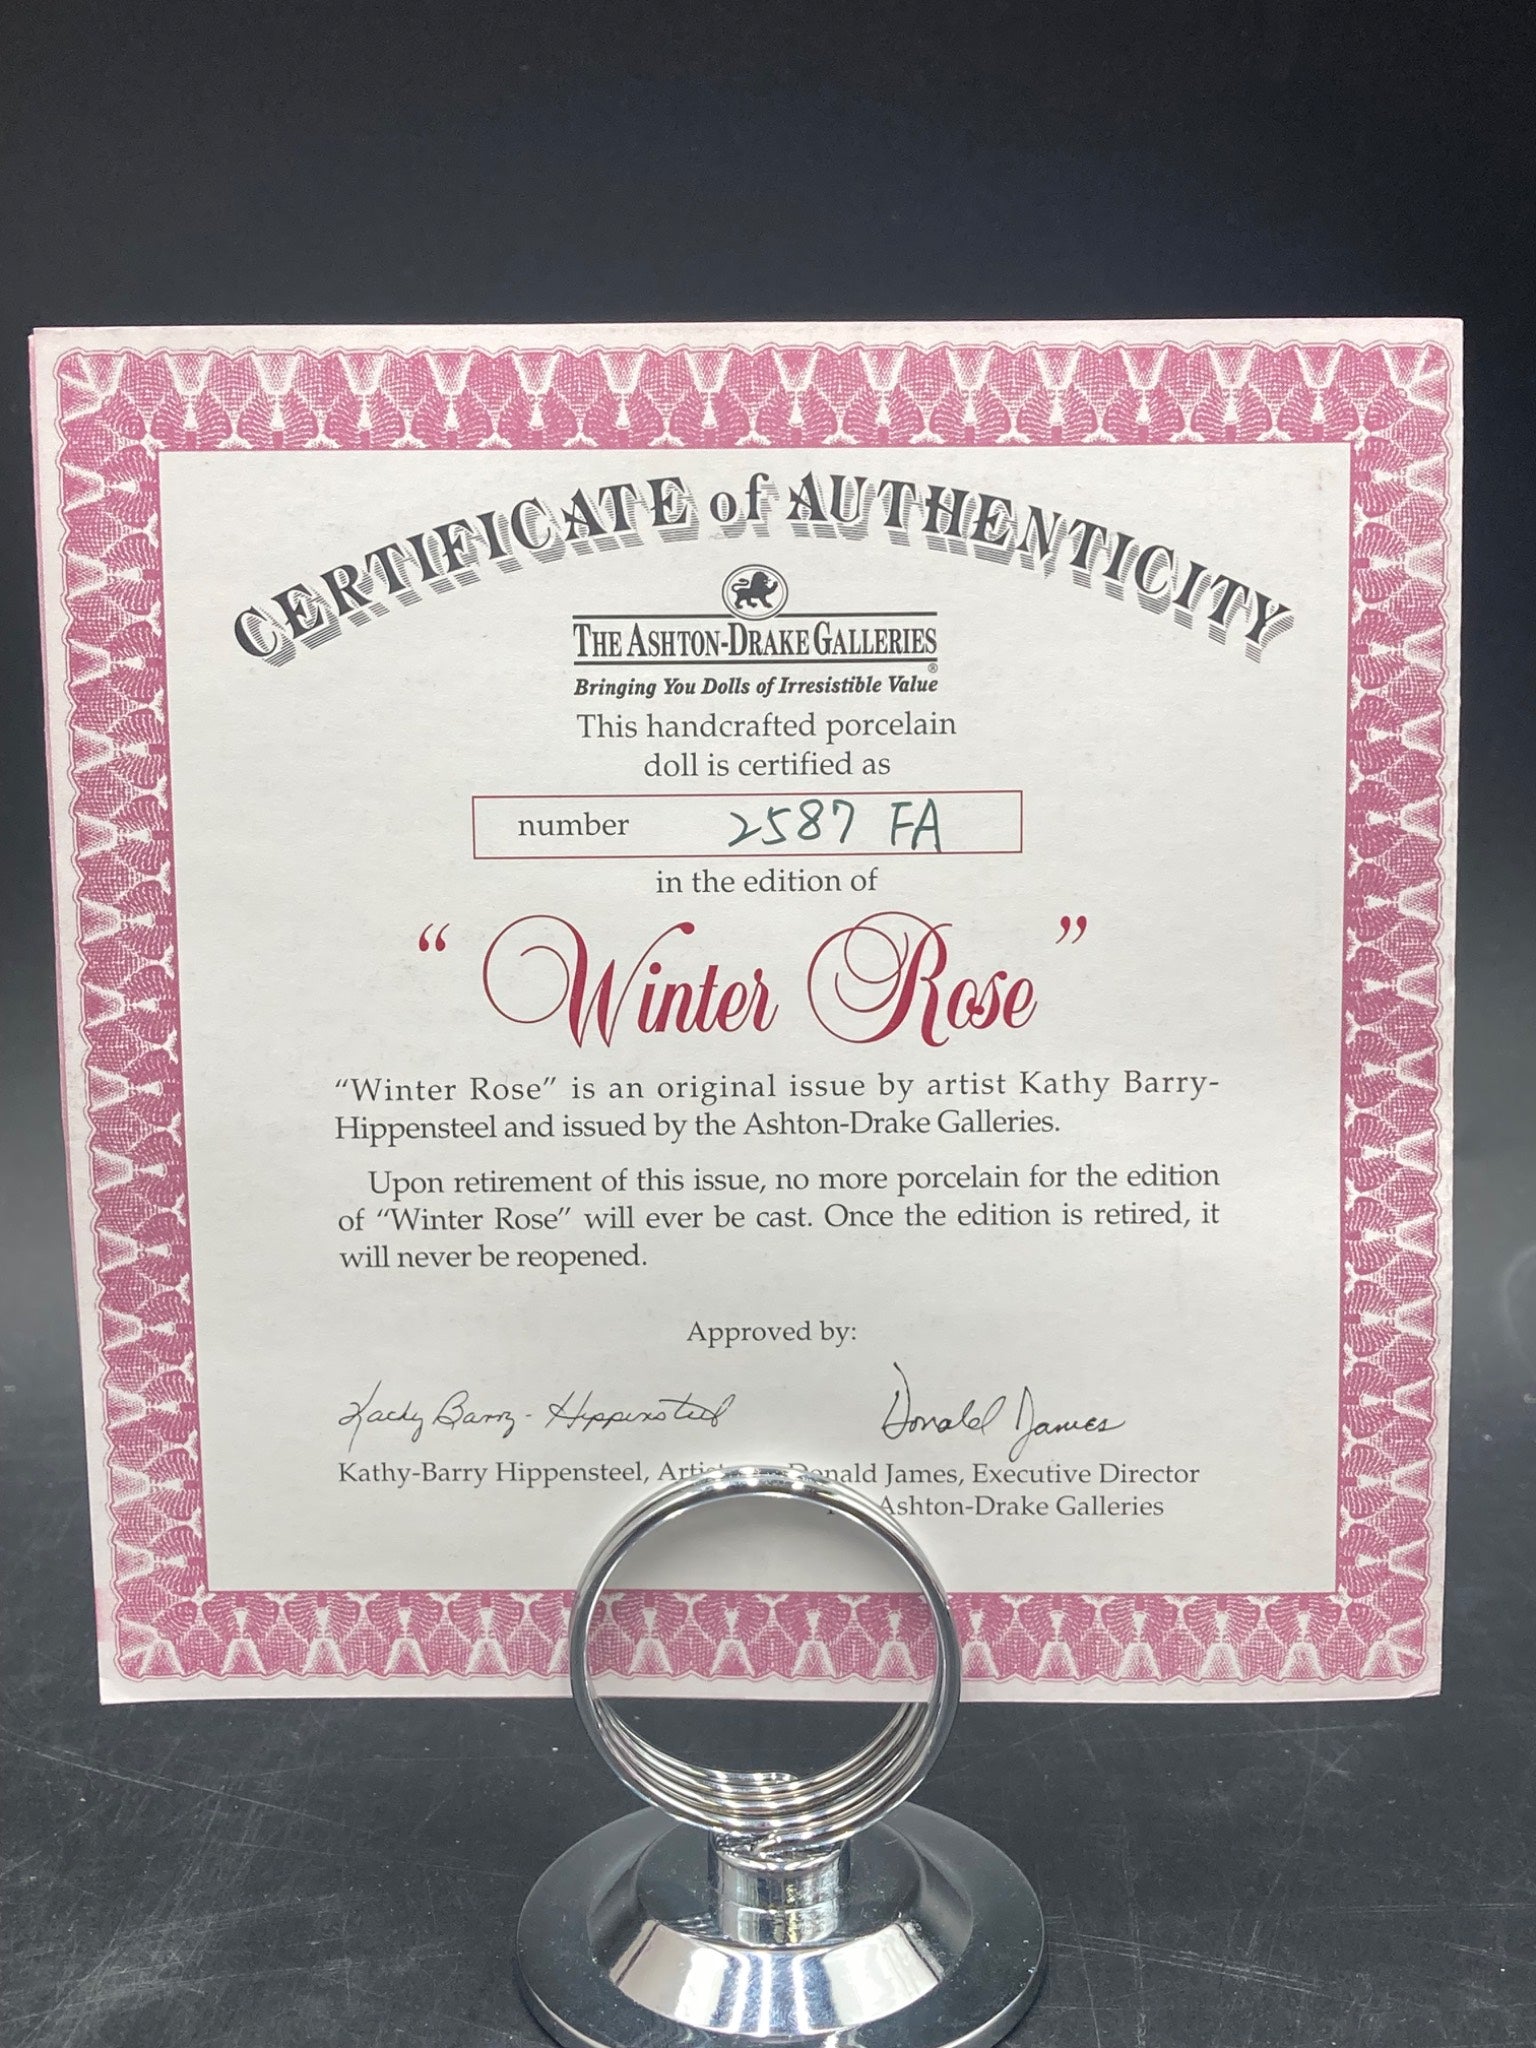 CERTIFICATE of AUTHENTICITY
THE ASHTON-DRAKE GALLERIES
®
Bringing You Dolls of Irresistible Value
This handcrafted porcelain
doll is certified as
number 2587 FA
in the edition of
“Winter Rose”
“Winter Rose” is an original issue by artist Kathy Barry-
Hippensteel and issued by the Ashton-Drake Galleries.
Upon retirement of this issue, no more porcelain for the edition
of “Winter Rose” will ever be cast. Once the edition is retired, it
will never be reopened.
Approved by:
Kathy Barry-Hippensteel Donald James
Kathy-Barry Hippensteel, Artist Donald James, Executive Director
Ashton-Drake Galleries